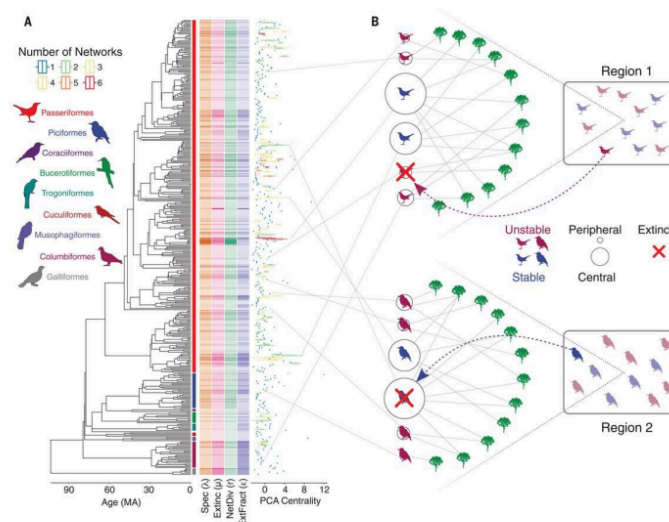 A
Number of Networks
1 2 3
4 5 6
Passeriformes
Piciformes
Coraciiformes
Bucerotiformes
Trogoniformes
Cuculiformes
Musophagiformes
Columbiformes
Galliformes
90 60 30 0
Age (MA)
Spec (λ)
Extinc (μ)
NetDiv (r)
ExtFract (ε)
0 4 8 12
PCA Centrality
B
Region 1
Unstable
Stable
Peripheral
Central
Extinc
Region 2